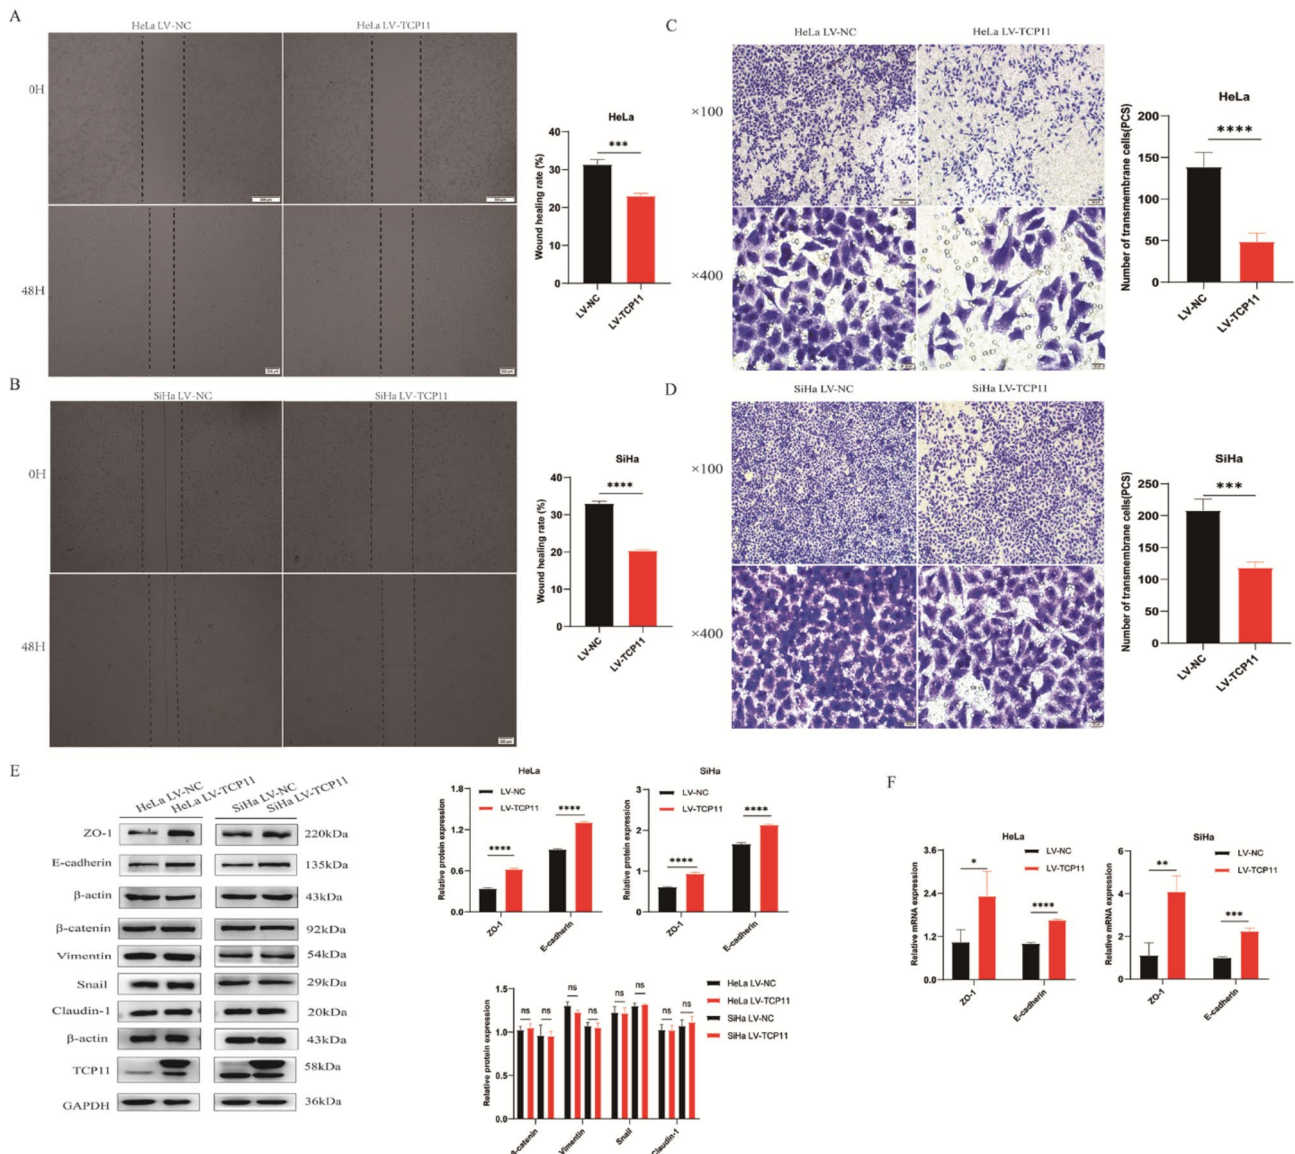 A
HeLa LV-NC
HeLa LV-TCP11
0H
48H
HeLa
Wound healing rate (%)
40
30
20
10
0
***
LV-NC
LV-TCP11
B
SiHa LV-NC
SiHa LV-TCP11
0H
48H
SiHa
Wound healing rate (%)
40
30
20
10
0
****
LV-NC
LV-TCP11
C
HeLa LV-NC
HeLa LV-TCP11
×100
×400
HeLa
Number of transmembrane cells(PCS)
200
150
100
50
0
****
LV-NC
LV-TCP11
D
SiHa LV-NC
SiHa LV-TCP11
×100
×400
SiHa
Number of transmembrane cells(PCS)
250
200
150
100
50
0
***
LV-NC
LV-TCP11
E
HeLa LV-NC
HeLa LV-TCP11
SiHa LV-NC
SiHa LV-TCP11
ZO-1 220kDa
E-cadherin 135kDa
β-actin 43kDa
β-catenin 92kDa
Vimentin 54kDa
Snail 29kDa
Claudin-1 20kDa
β-actin 43kDa
TCP11 58kDa
GAPDH 36kDa
HeLa
LV-NC
LV-TCP11
Relative protein expression
1.8
1.2
0.6
0.0
**** ****
ZO-1
E-cadherin
SiHa
LV-NC
LV-TCP11
Relative protein expression
3
2
1
0
**** ****
ZO-1
E-cadherin
Relative protein expression
1.5
1.0
0.5
0.0
ns ns ns ns ns ns ns ns
HeLa LV-NC
HeLa LV-TCP11
SiHa LV-NC
SiHa LV-TCP11
β-catenin
Vimentin
Snail
Claudin-1
F
HeLa
LV-NC
LV-TCP11
Relative mRNA expression
3.6
2.4
1.2
0.0
* ****
ZO-1
E-cadherin
SiHa
LV-NC
LV-TCP11
Relative mRNA expression
6
4
2
0
** ***
ZO-1
E-cadherin